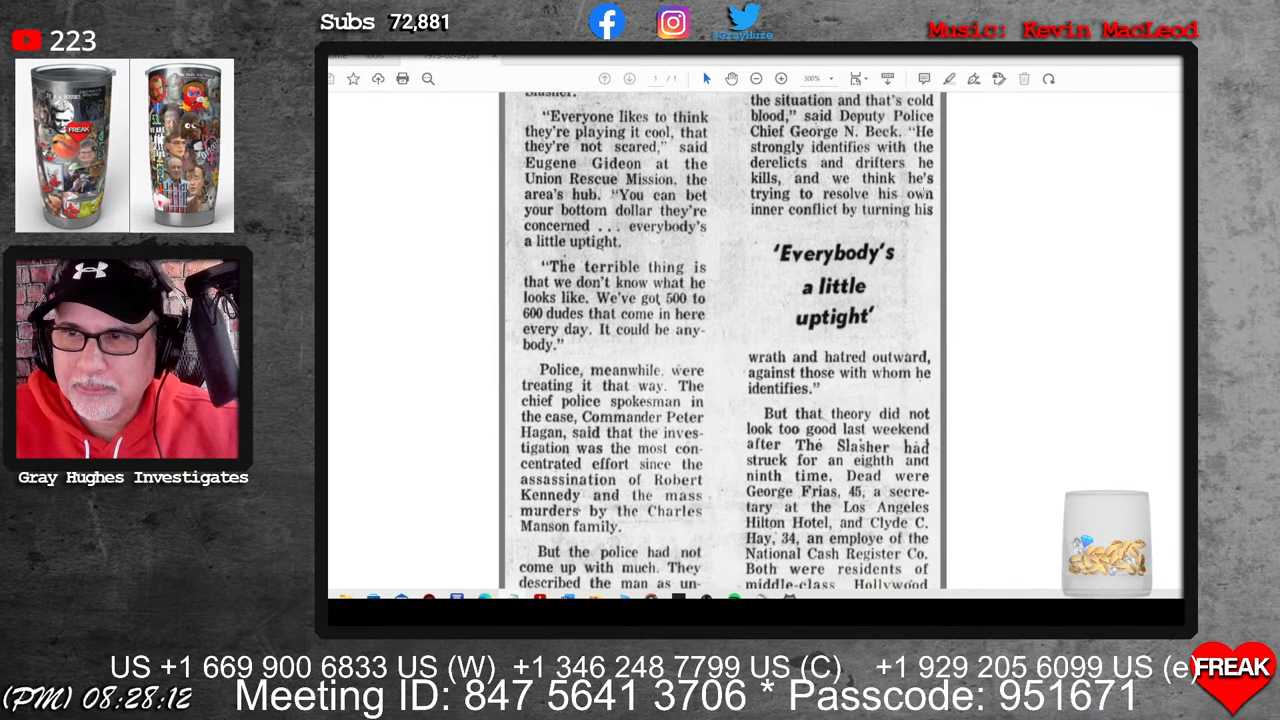 Subs 72,881
@GrayHuze
Music: Kevin MacLeod
223
FREAK
1 / 1
300%
Slasher.
"Everyone likes to think
they're playing it cool, that
they're not scared," said
Eugene Gideon at the
Union Rescue Mission, the
area's hub. "You can bet
your bottom dollar they're
concerned . . . everybody's
a little uptight.
"The terrible thing is
that we don't know what he
looks like. We've got 500 to
600 dudes that come in here
every day. It could be any-
body."
Police, meanwhile, were
treating it that way. The
chief police spokesman in
the case, Commander Peter
Hagan, said that the inves-
tigation was the most con-
centrated effort since the
assassination of Robert
Kennedy and the mass
murders by the Charles
Manson family.
But the police had not
come up with much. They
described the man as un-
the situation and that's cold
blood," said Deputy Police
Chief George N. Beck. "He
strongly identifies with the
derelicts and drifters he
kills, and we think he's
trying to resolve his own
inner conflict by turning his
'Everybody's
a little
uptight'
wrath and hatred outward,
against those with whom he
identifies."
But that theory did not
look too good last weekend
after The Slasher had
struck for an eighth and
ninth time. Dead were
George Frias, 45, a secre-
tary at the Los Angeles
Hilton Hotel, and Clyde C.
Hay, 34, an employe of the
National Cash Register Co.
Both were residents of
middle-class Hollywood
Gray Hughes Investigates
US +1 669 900 6833 US (W) +1 346 248 7799 US (C) +1 929 205 6099 US (e)
FREAK
(PM) 08:28:12
Meeting ID: 847 5641 3706 * Passcode: 951671